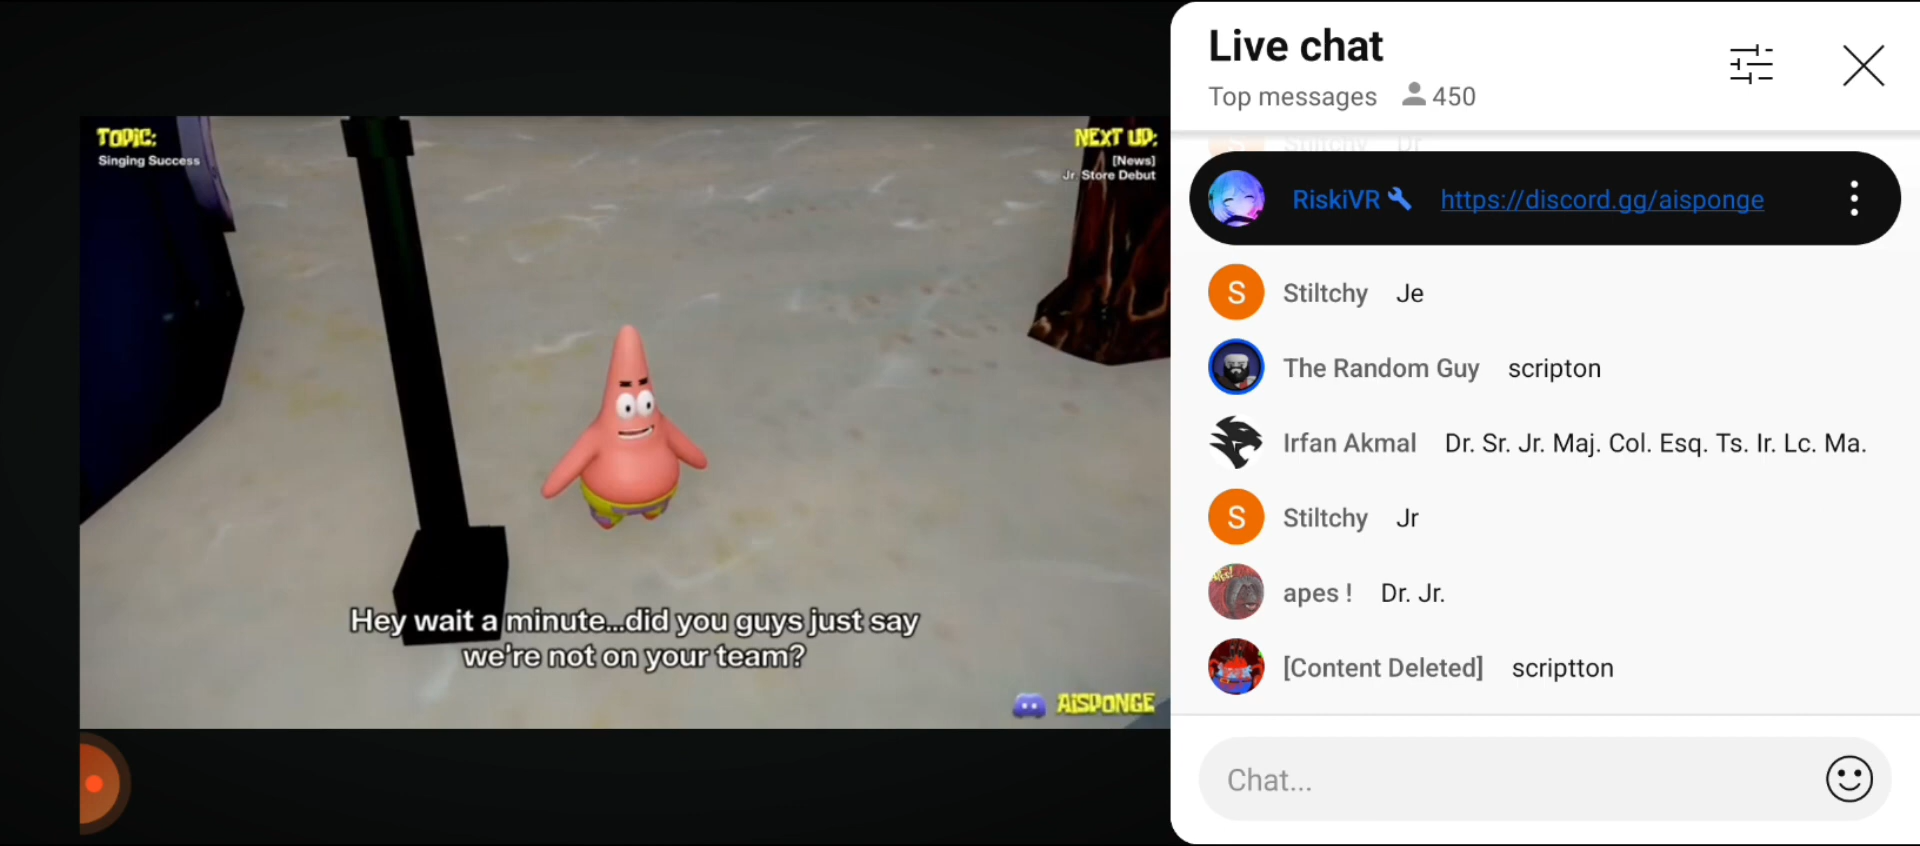 TOPIC:
Singing Success
NEXT UP:
[News]
Jr. Store Debut
Hey wait a minute...did you guys just say
we're not on your team?
AISPONGE
Live chat
Top messages 450
Stiltchy Dr
RiskiVR https://discord.gg/aisponge
S Stiltchy Je
The Random Guy scripton
Irfan Akmal Dr. Sr. Jr. Maj. Col. Esq. Ts. Ir. Lc. Ma.
S Stiltchy Jr
apes ! Dr. Jr.
[Content Deleted] scriptton
Chat...